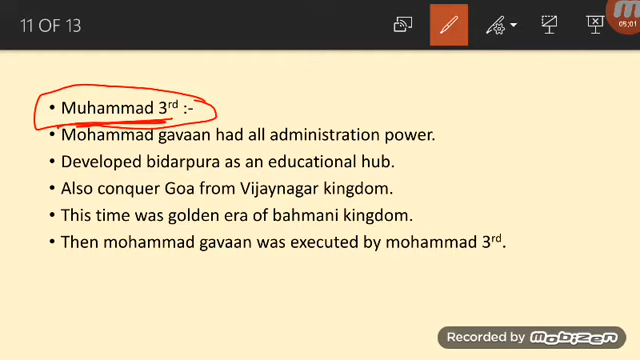 11 OF 13
05:01
• Muhammad 3rd :-
• Mohammad gavaan had all administration power.
• Developed bidarpura as an educational hub.
• Also conquer Goa from Vijaynagar kingdom.
• This time was golden era of bahmani kingdom.
• Then mohammad gavaan was executed by mohammad 3rd.
Recorded by mobizen